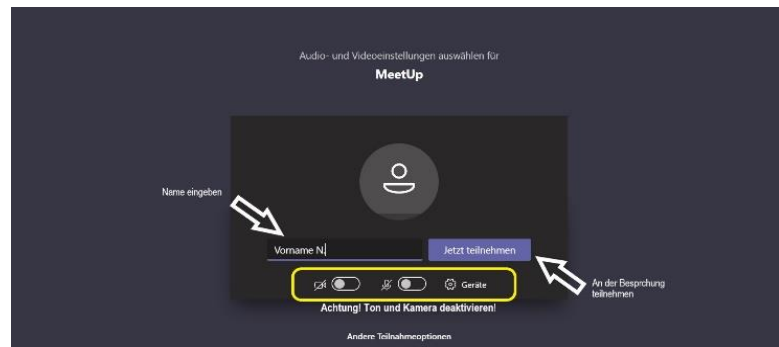 Audio- und Videoeinstellungen auswählen für
MeetUp
Name eingeben
Vorname N.
Jetzt teilnehmen
Geräte
An der Besprchung
teilnehmen
Achtung! Ton und Kamera deaktivieren!
Andere Teilnahmeoptionen